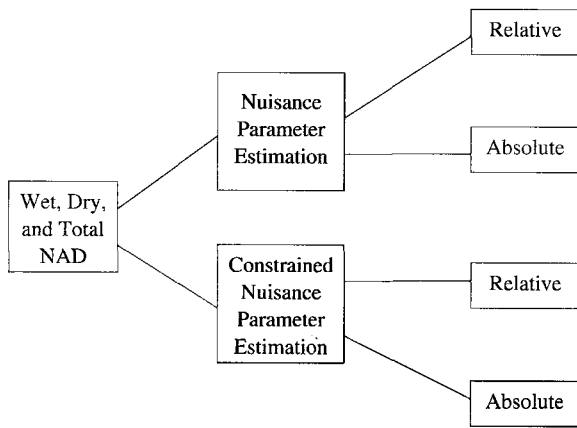 Wet, Dry,
and Total
NAD
Nuisance
Parameter
Estimation
Constrained
Nuisance
Parameter
Estimation
Relative
Absolute
Relative
Absolute